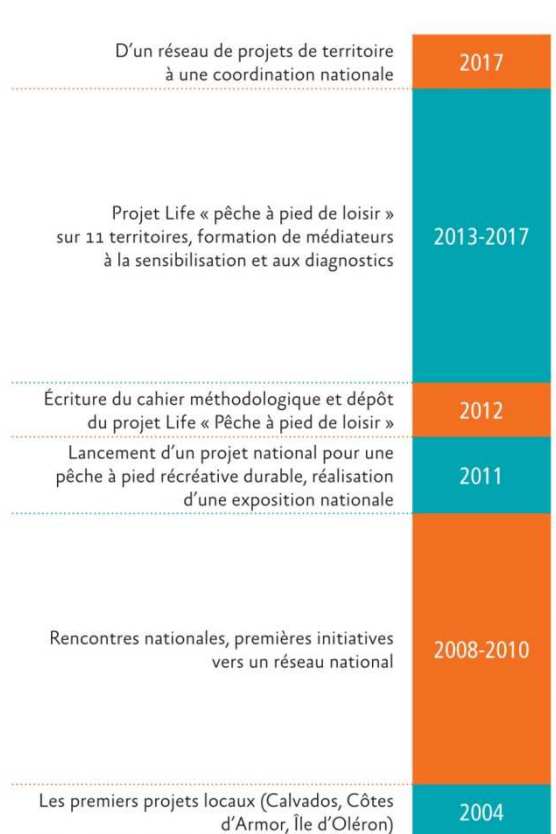 D'un réseau de projets de territoire
à une coordination nationale
2017
Projet Life « pêche à pied de loisir »
sur 11 territoires, formation de médiateurs
à la sensibilisation et aux diagnostics
2013-2017
Écriture du cahier méthodologique et dépôt
du projet Life « Pêche à pied de loisir »
2012
Lancement d'un projet national pour une
pêche à pied récréative durable, réalisation
d'une exposition nationale
2011
Rencontres nationales, premières initiatives
vers un réseau national
2008-2010
Les premiers projets locaux (Calvados, Côtes
d'Armor, Île d'Oléron)
2004